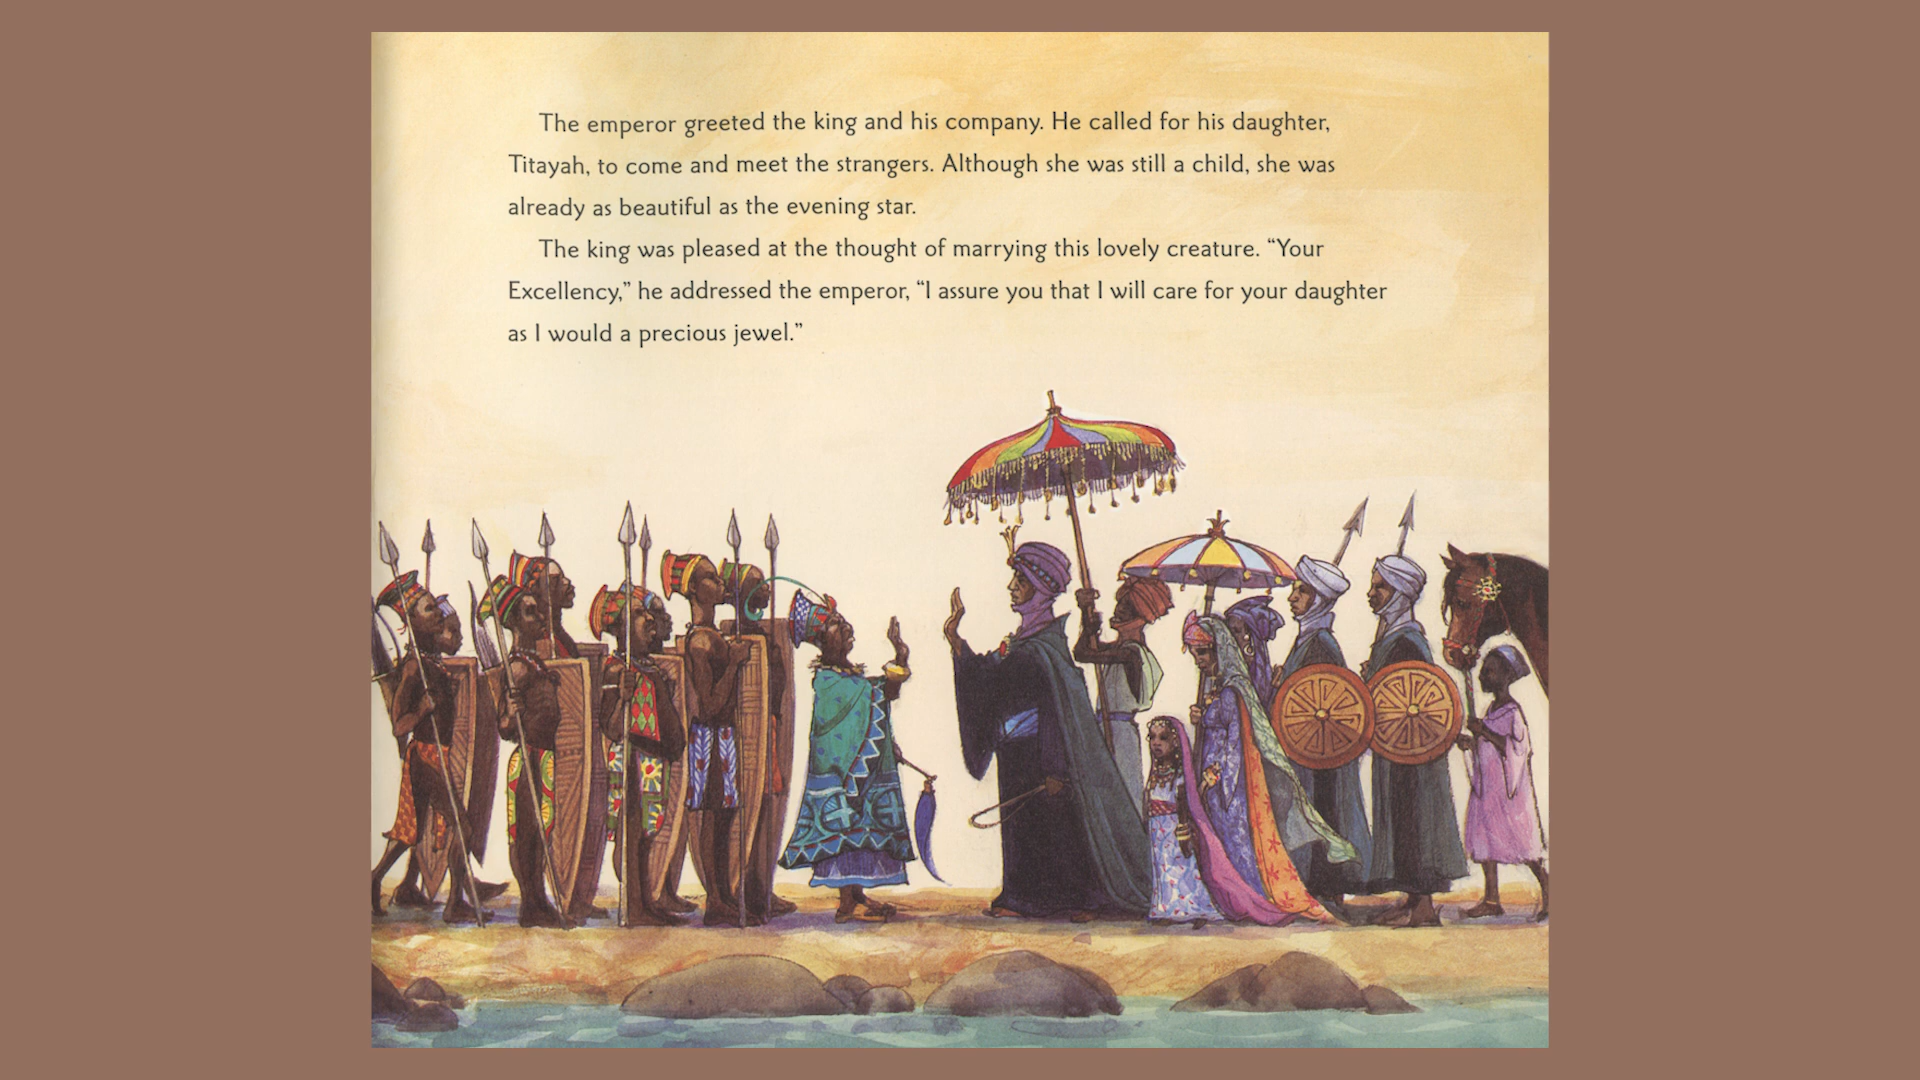 The emperor greeted the king and his company. He called for his daughter,
Titayah, to come and meet the strangers. Although she was still a child, she was
already as beautiful as the evening star.
The king was pleased at the thought of marrying this lovely creature. “Your
Excellency,” he addressed the emperor, “I assure you that I will care for your daughter
as I would a precious jewel.”